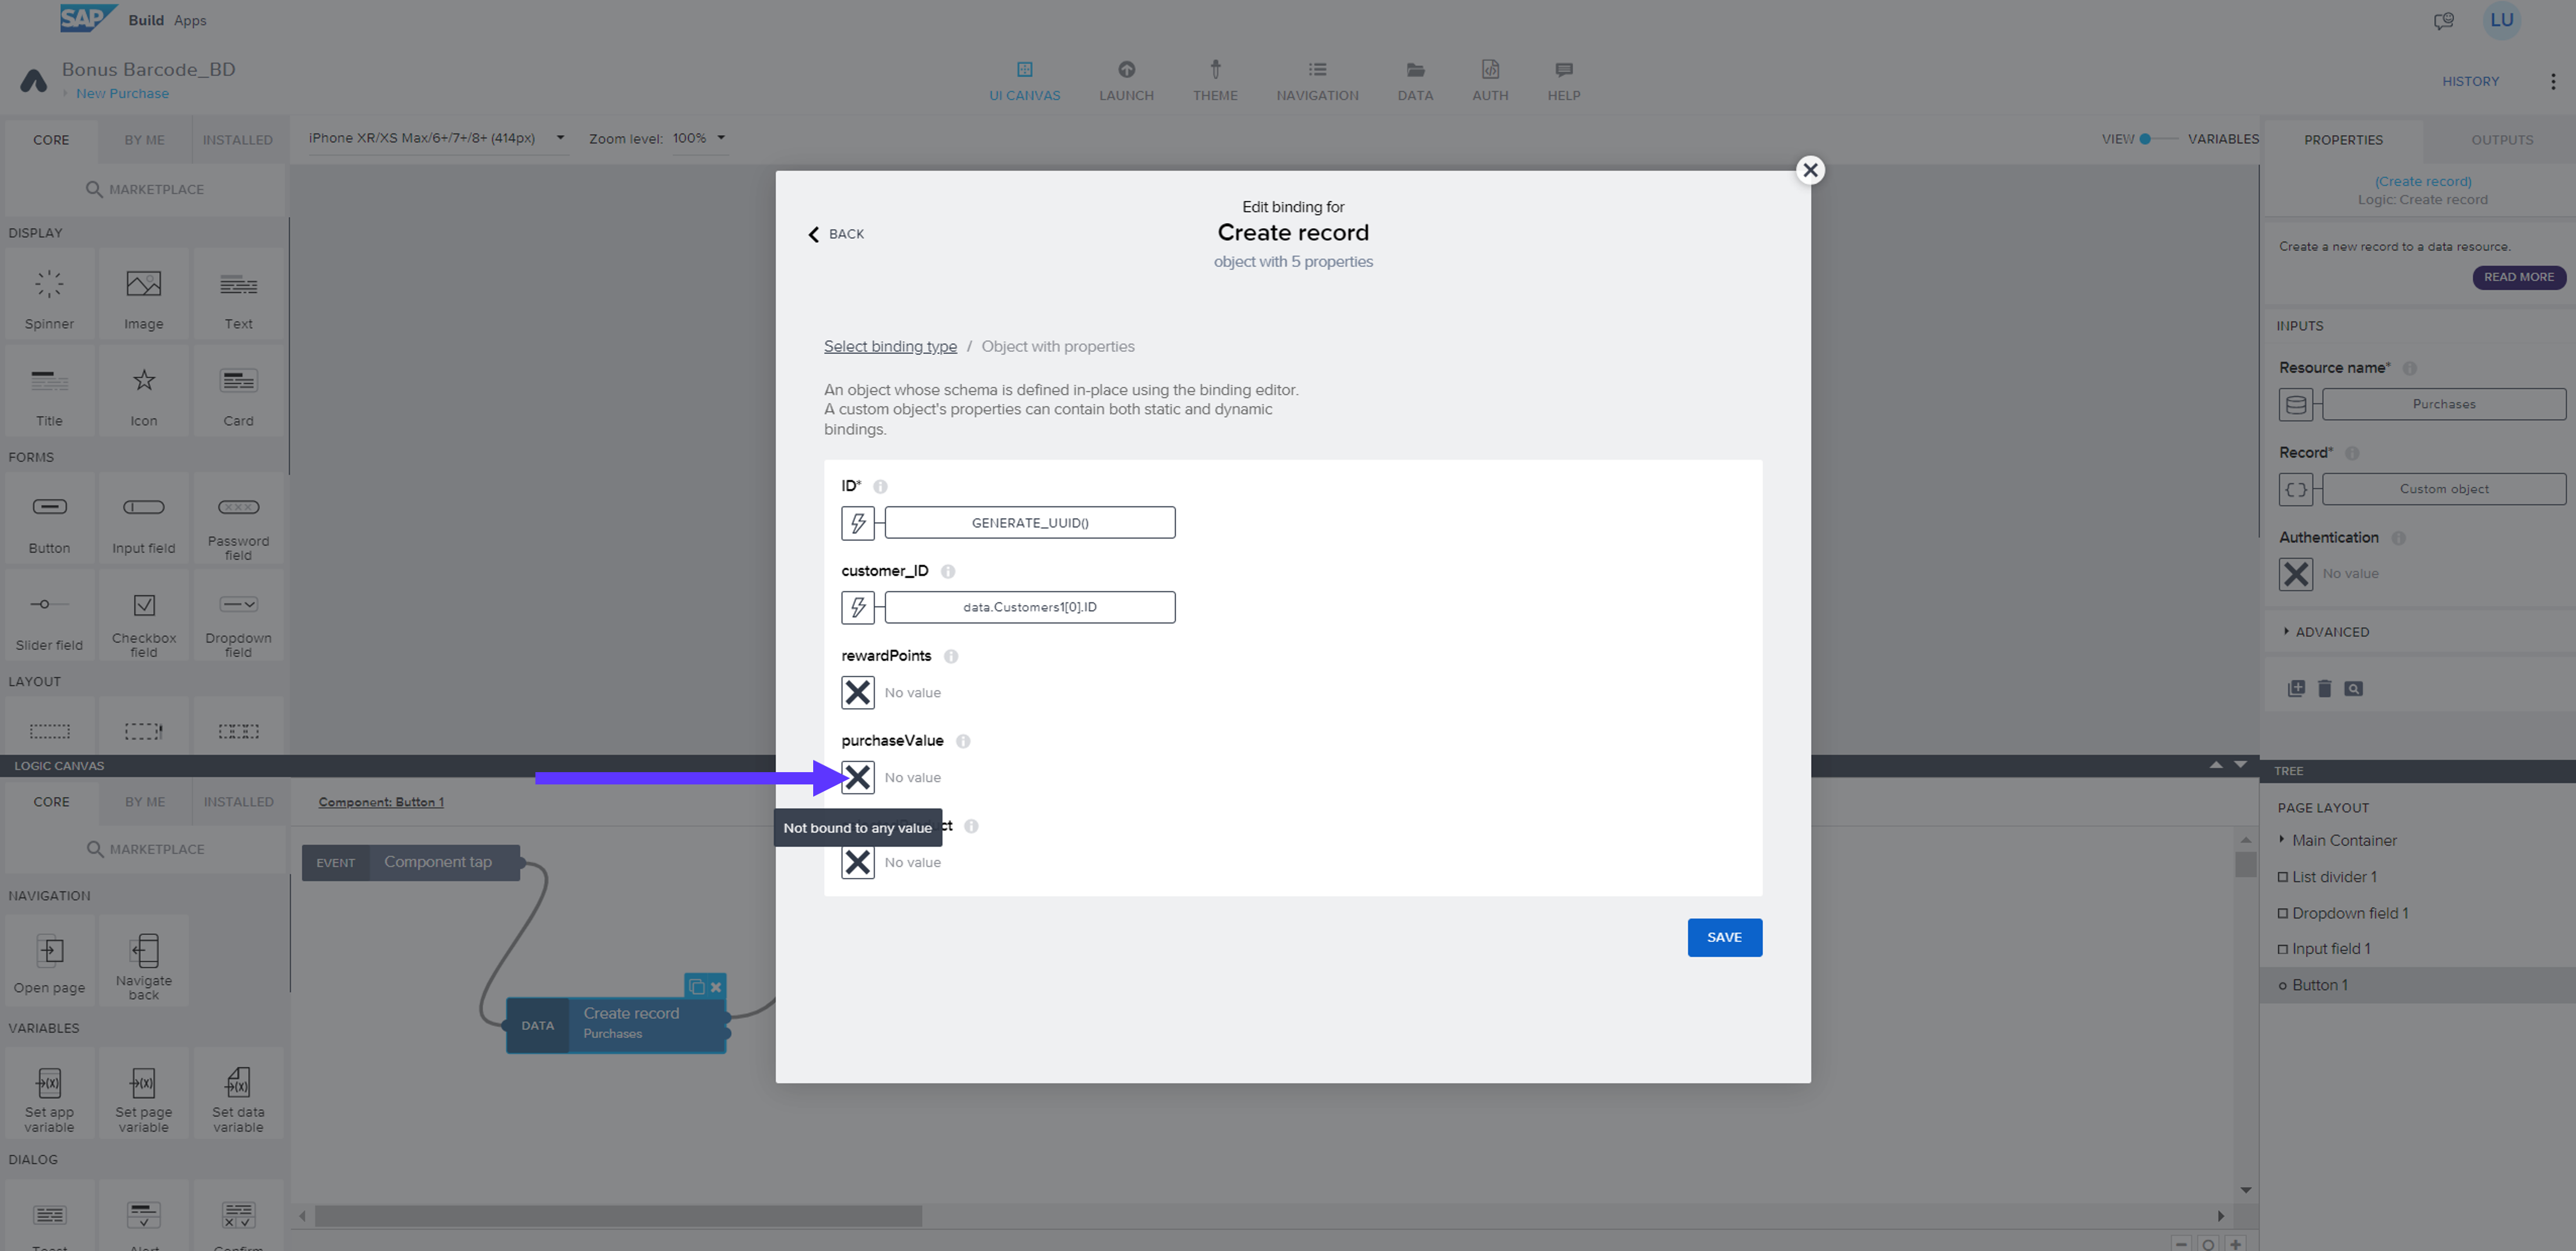 SAP Build Apps
LU
Bonus Barcode_BD
New Purchase
UI CANVAS
LAUNCH
THEME
NAVIGATION
DATA
AUTH
HELP
HISTORY
CORE
BY ME
INSTALLED
iPhone XR/XS Max/6+/7+/8+ (414px)
Zoom level: 100%
VIEW
VARIABLES
PROPERTIES
OUTPUTS
MARKETPLACE
DISPLAY
Spinner
Image
Text
Title
Icon
Card
FORMS
Button
Input field
Password
field
Slider field
Checkbox
field
Dropdown
field
LAYOUT
Edit binding for
BACK
Create record
object with 5 properties
Select binding type / Object with properties
An object whose schema is defined in-place using the binding editor.
A custom object's properties can contain both static and dynamic
bindings.
ID*
GENERATE_UUID()
customer_ID
data.Customers1[0].ID
rewardPoints
No value
purchaseValue
No value
Not bound to any value
No value
SAVE
(Create record)
Logic: Create record
Create a new record to a data resource.
READ MORE
INPUTS
Resource name*
Purchases
Record*
Custom object
Authentication
No value
ADVANCED
LOGIC CANVAS
CORE
BY ME
INSTALLED
Component: Button 1
MARKETPLACE
EVENT
Component tap
NAVIGATION
Open page
Navigate
back
DATA
Create record
Purchases
VARIABLES
Set app
variable
Set page
variable
Set data
variable
DIALOG
TREE
PAGE LAYOUT
Main Container
List divider 1
Dropdown field 1
Input field 1
Button 1